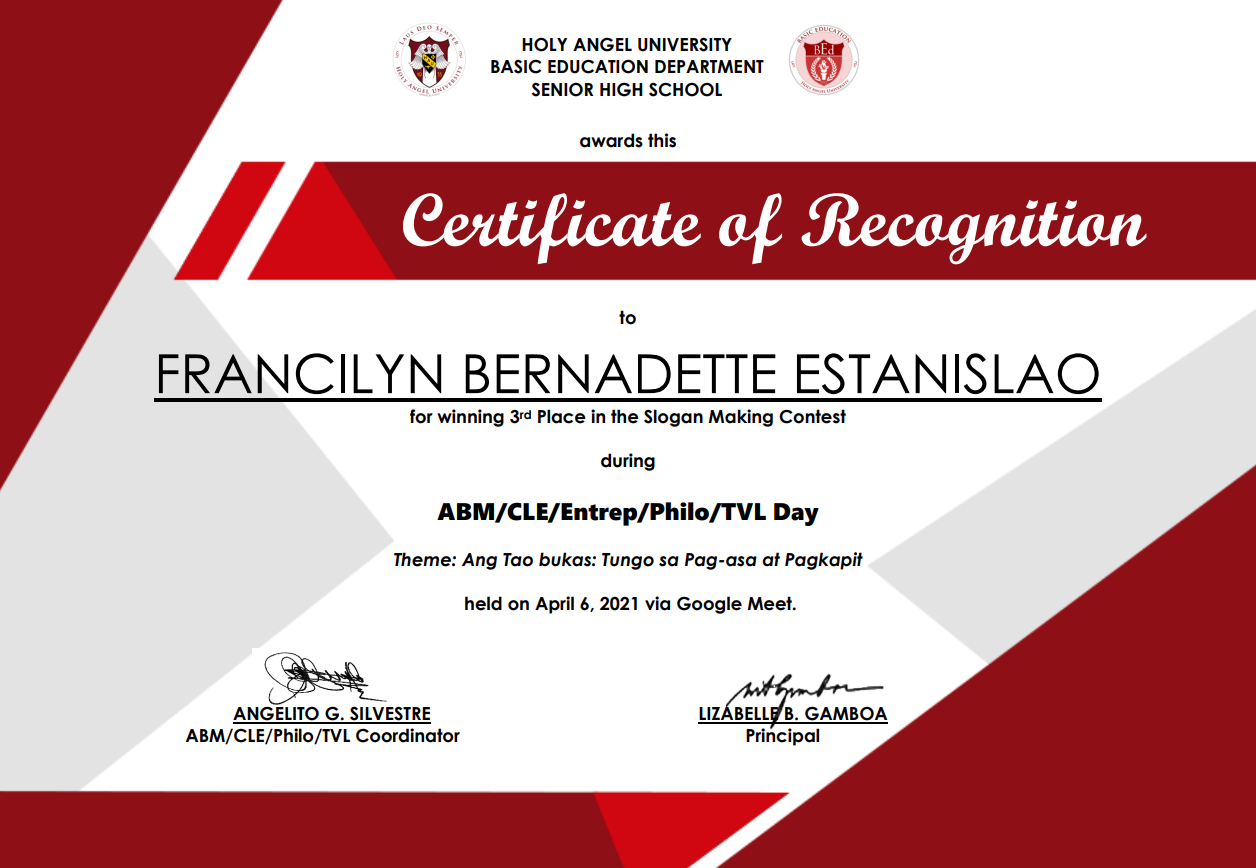 LAUS DEO SEMPER
HOLY ANGEL UNIVERSITY
HOLY ANGEL UNIVERSITY
BASIC EDUCATION DEPARTMENT
SENIOR HIGH SCHOOL
BASIC EDUCATION
BEd
HOLY ANGEL UNIVERSITY
awards this
Certificate of Recognition
to
FRANCILYN BERNADETTE ESTANISLAO
for winning 3rd Place in the Slogan Making Contest
during
ABM/CLE/Entrep/Philo/TVL Day
Theme: Ang Tao bukas: Tungo sa Pag-asa at Pagkapit
held on April 6, 2021 via Google Meet.
ANGELITO G. SILVESTRE
ABM/CLE/Philo/TVL Coordinator
LIZABELLE B. GAMBOA
Principal